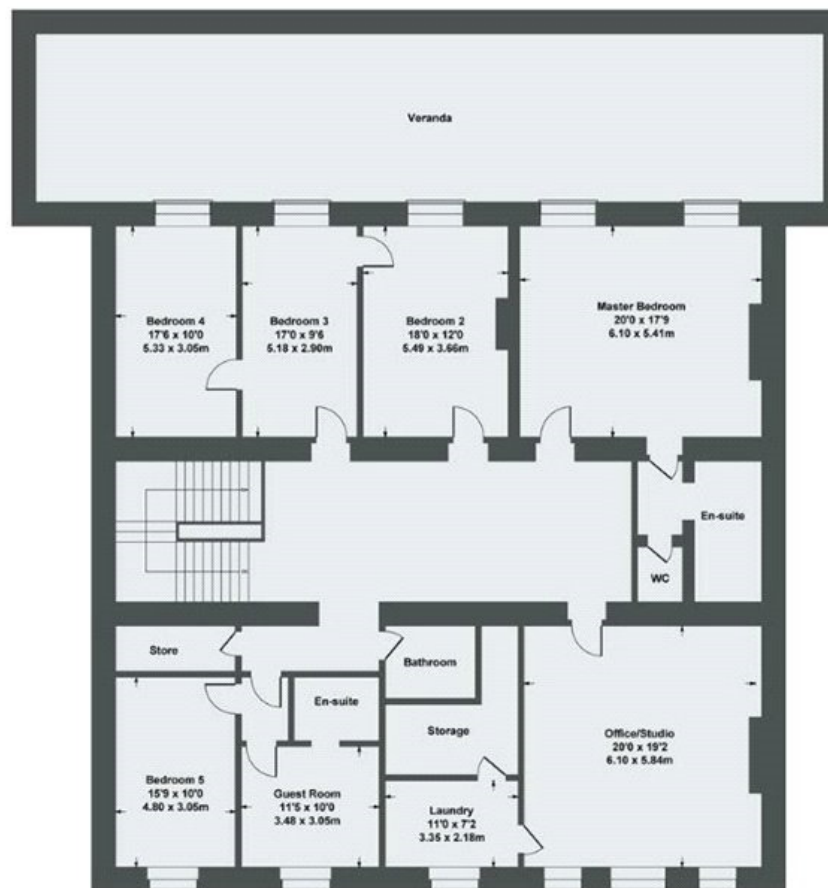 Veranda
Bedroom 4
17'6 x 10'0
5.33 x 3.05m
Bedroom 3
17'0 x 9'6
5.18 x 2.90m
Bedroom 2
18'0 x 12'0
5.49 x 3.66m
Master Bedroom
20'0 x 17'9
6.10 x 5.41m
En-suite
WC
Store
Bathroom
En-suite
Storage
Office/Studio
20'0 x 19'2
6.10 x 5.84m
Bedroom 5
15'9 x 10'0
4.80 x 3.05m
Guest Room
11'5 x 10'0
3.48 x 3.05m
Laundry
11'0 x 7'2
3.35 x 2.18m